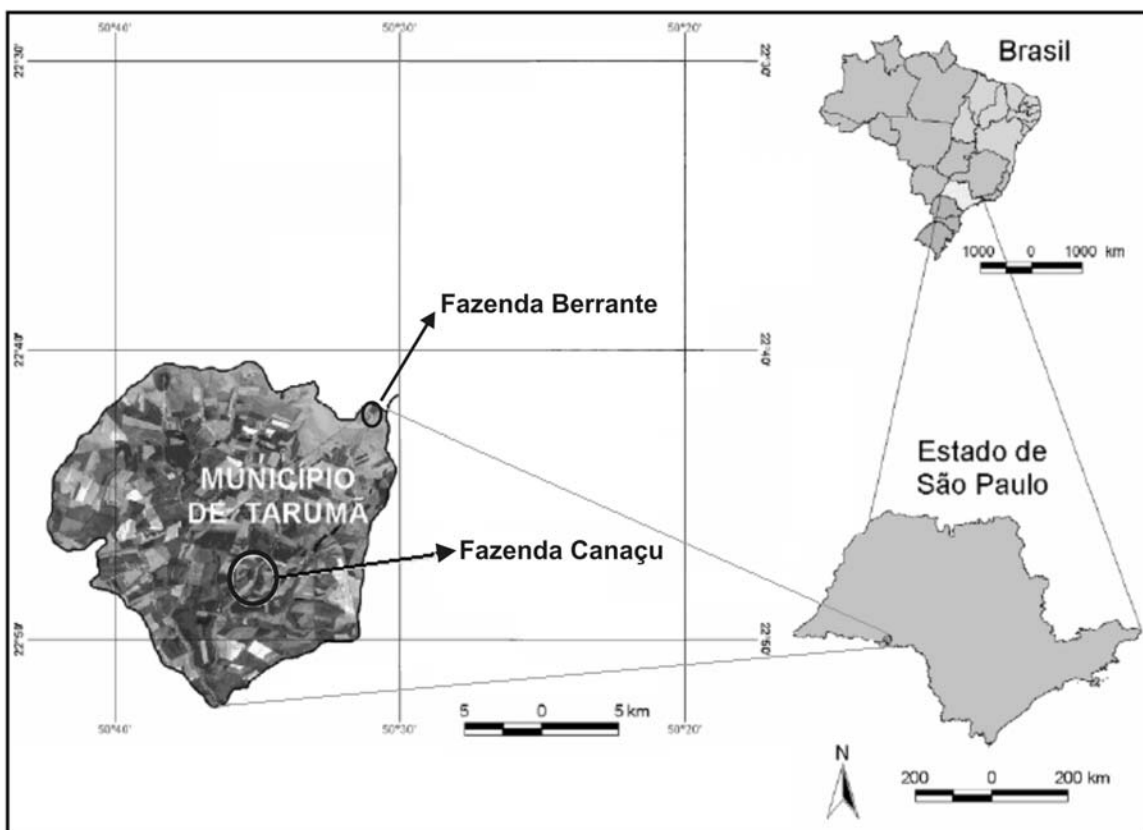 50°40'
50°30'
50°20'
22°30'
22°30'
Brasil
1000 0 1000 km
Fazenda Berrante
22°40'
22°40'
MUNICÍPIO
DE TARUMÃ
Estado de
São Paulo
Fazenda Canaçu
22°50'
22°50'
5 0 5 km
50°40'
50°30'
50°20'
N
200 0 200 km